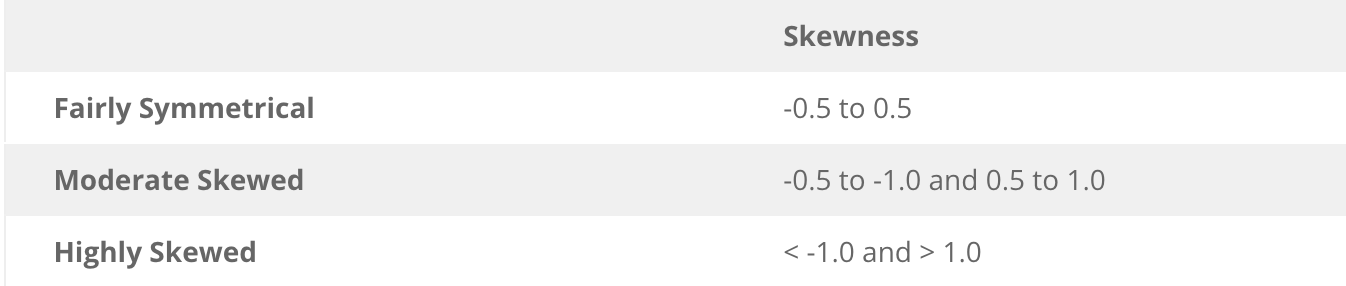 Skewness
Fairly Symmetrical -0.5 to 0.5
Moderate Skewed -0.5 to -1.0 and 0.5 to 1.0
Highly Skewed < -1.0 and > 1.0